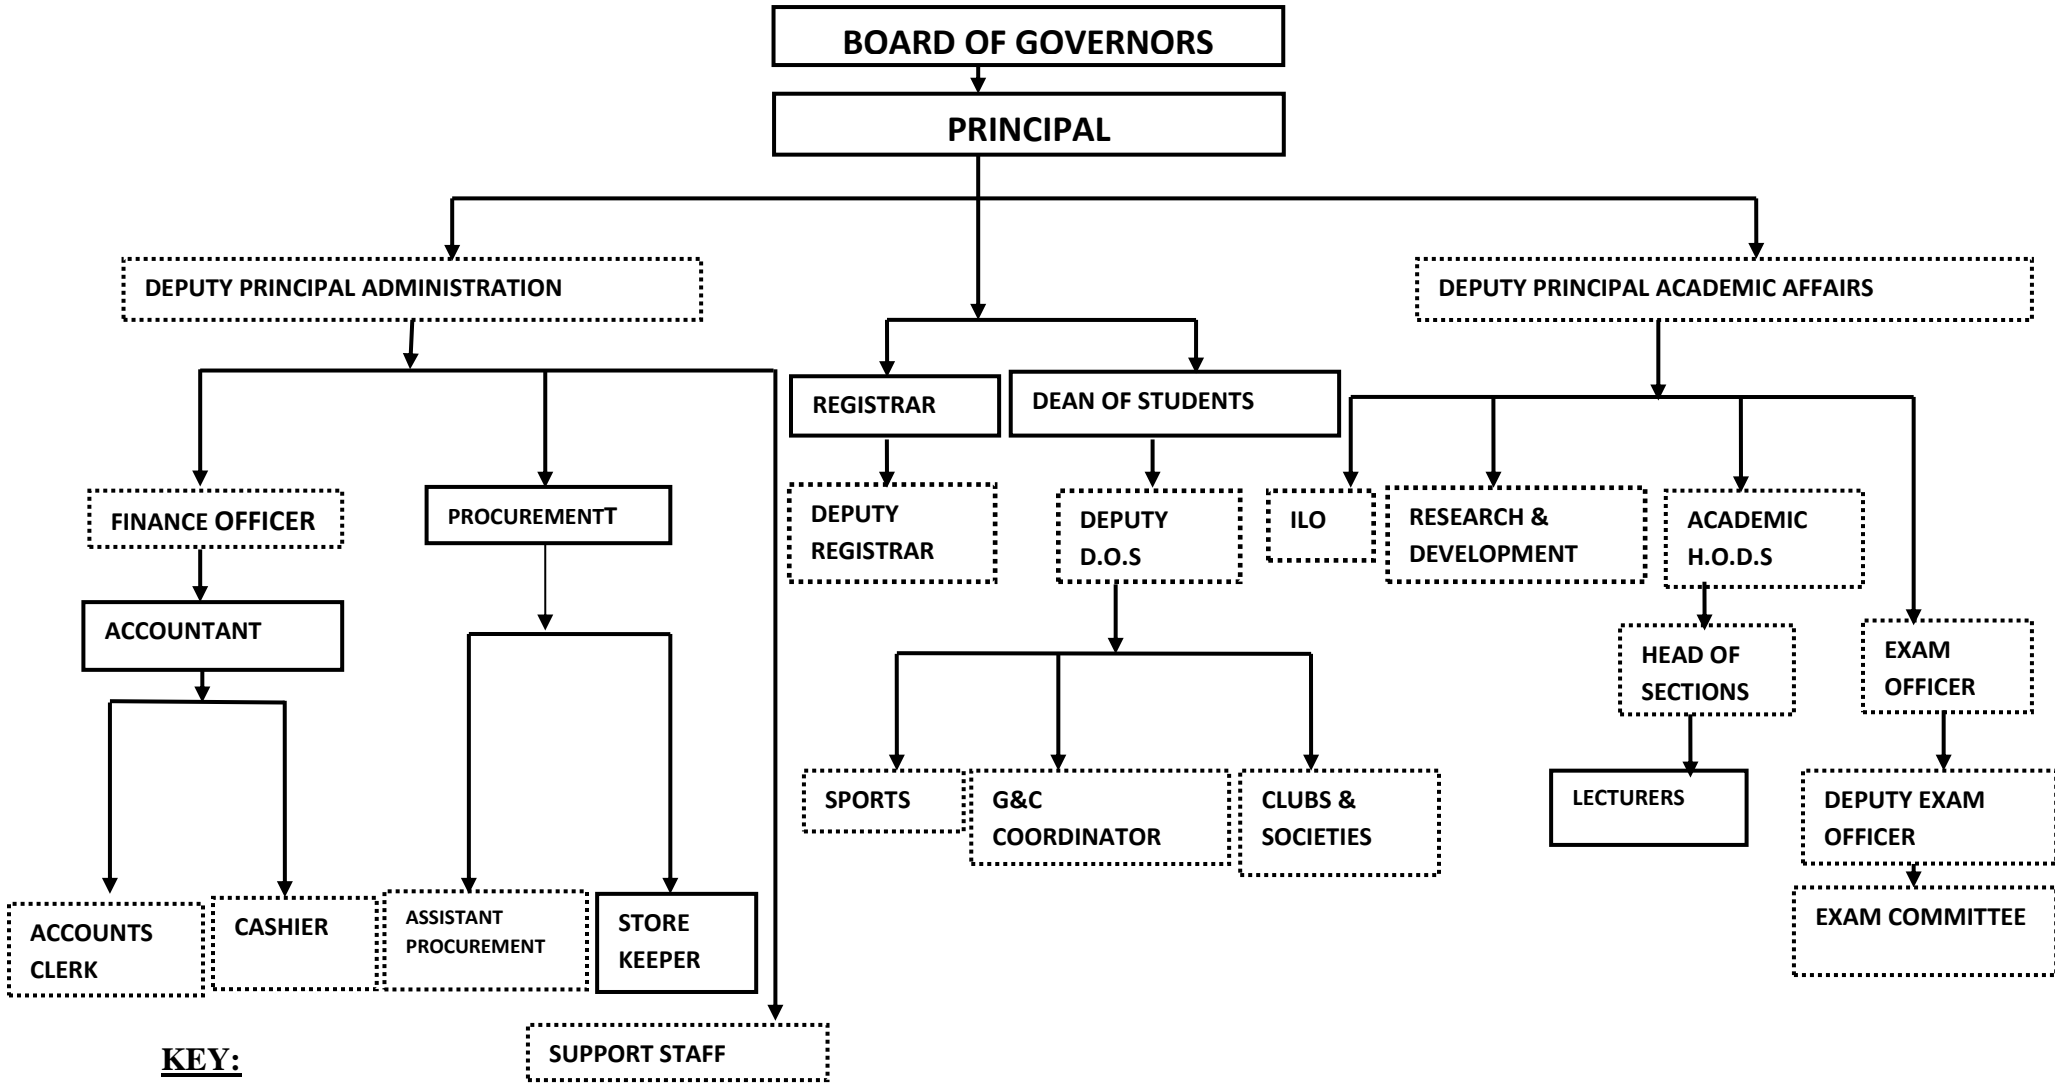 BOARD OF GOVERNORS
PRINCIPAL
DEPUTY PRINCIPAL ADMINISTRATION
DEPUTY PRINCIPAL ACADEMIC AFFAIRS
REGISTRAR
DEAN OF STUDENTS
FINANCE OFFICER
PROCUREMENTT
DEPUTY
REGISTRAR
DEPUTY
D.O.S
ILO
RESEARCH &
DEVELOPMENT
ACADEMIC
H.O.D.S
ACCOUNTANT
HEAD OF
SECTIONS
EXAM
OFFICER
SPORTS
G&C
COORDINATOR
CLUBS &
SOCIETIES
LECTURERS
DEPUTY EXAM
OFFICER
ACCOUNTS
CLERK
CASHIER
ASSISTANT
PROCUREMENT
STORE
KEEPER
EXAM COMMITTEE
SUPPORT STAFF
KEY: